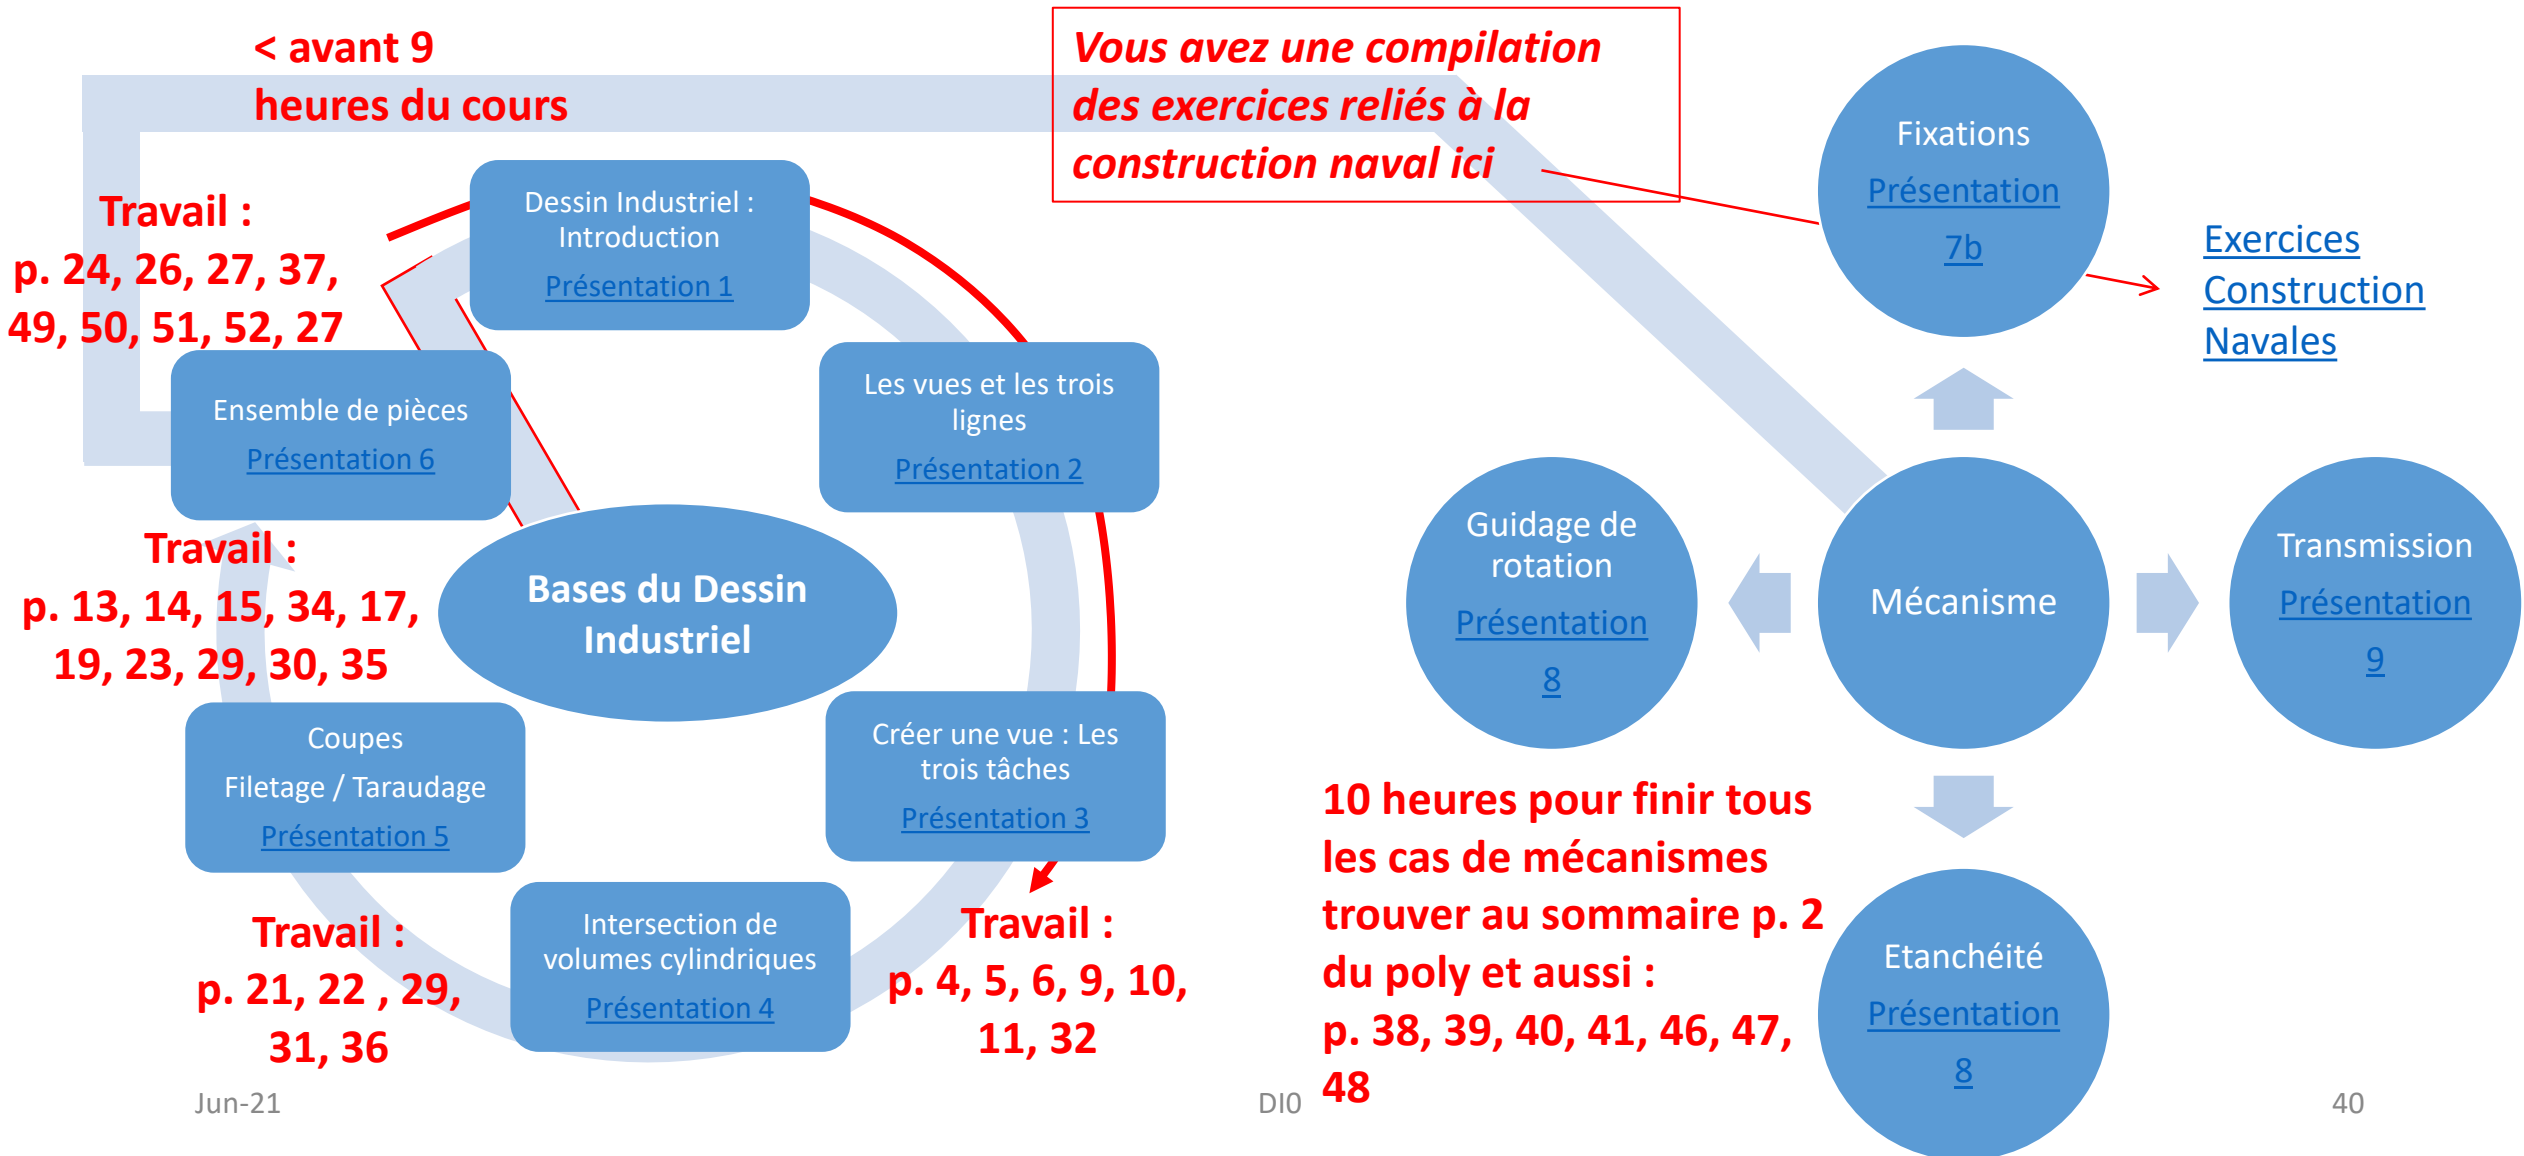 < avant 9
heures du cours
Vous avez une compilation
des exercices reliés à la
construction naval ici
Travail :
p. 24, 26, 27, 37,
49, 50, 51, 52, 27
Dessin Industriel :
Introduction
Présentation 1
Les vues et les trois
lignes
Présentation 2
Ensemble de pièces
Présentation 6
Travail :
p. 13, 14, 15, 34, 17,
19, 23, 29, 30, 35
Bases du Dessin
Industriel
Créer une vue : Les
trois tâches
Présentation 3
Coupes
Filetage / Taraudage
Présentation 5
Intersection de
volumes cylindriques
Présentation 4
Travail :
p. 21, 22 , 29,
31, 36
Travail :
p. 4, 5, 6, 9, 10,
11, 32
Fixations
Présentation
7b
Exercices
Construction
Navales
Guidage de
rotation
Présentation
8
Mécanisme
Transmission
Présentation
9
10 heures pour finir tous
les cas de mécanismes
trouver au sommaire p. 2
du poly et aussi :
p. 38, 39, 40, 41, 46, 47,
48
Etanchéité
Présentation
8
Jun-21
DI0
40